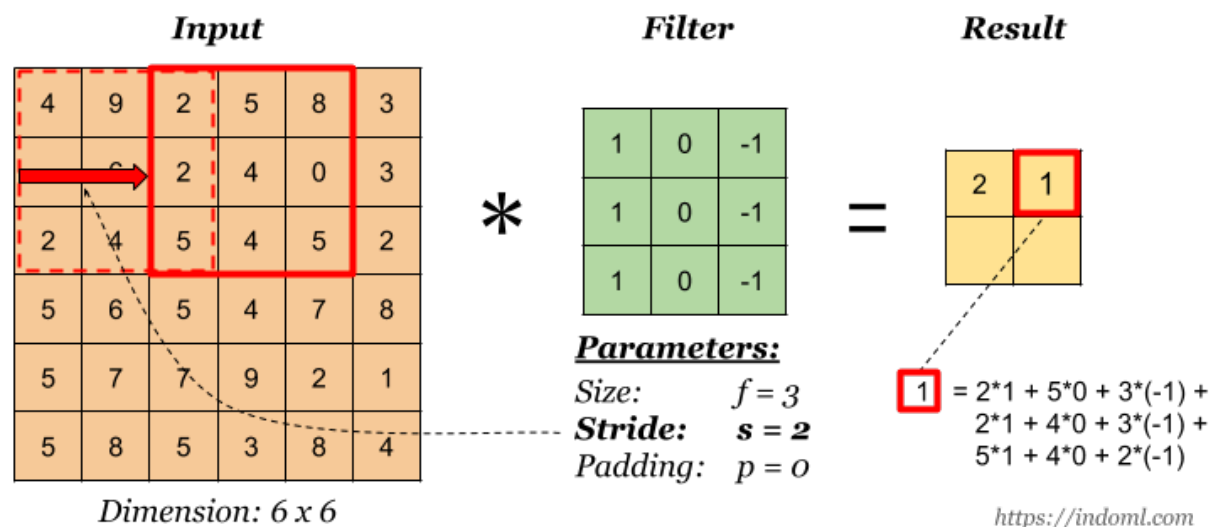 Input
Filter
Result
4 9 2 5 8 3
2 4 0 3
2 4 5 4 5 2
5 6 5 4 7 8
5 7 7 9 2 1
5 8 5 3 8 4
Dimension: 6 x 6
*
1 0 -1
1 0 -1
1 0 -1
=
2 1
Parameters:
Size: f = 3
Stride: s = 2
Padding: p = 0
1 = 2*1 + 5*0 + 3*(-1) +
2*1 + 4*0 + 3*(-1) +
5*1 + 4*0 + 2*(-1)
https://indoml.com